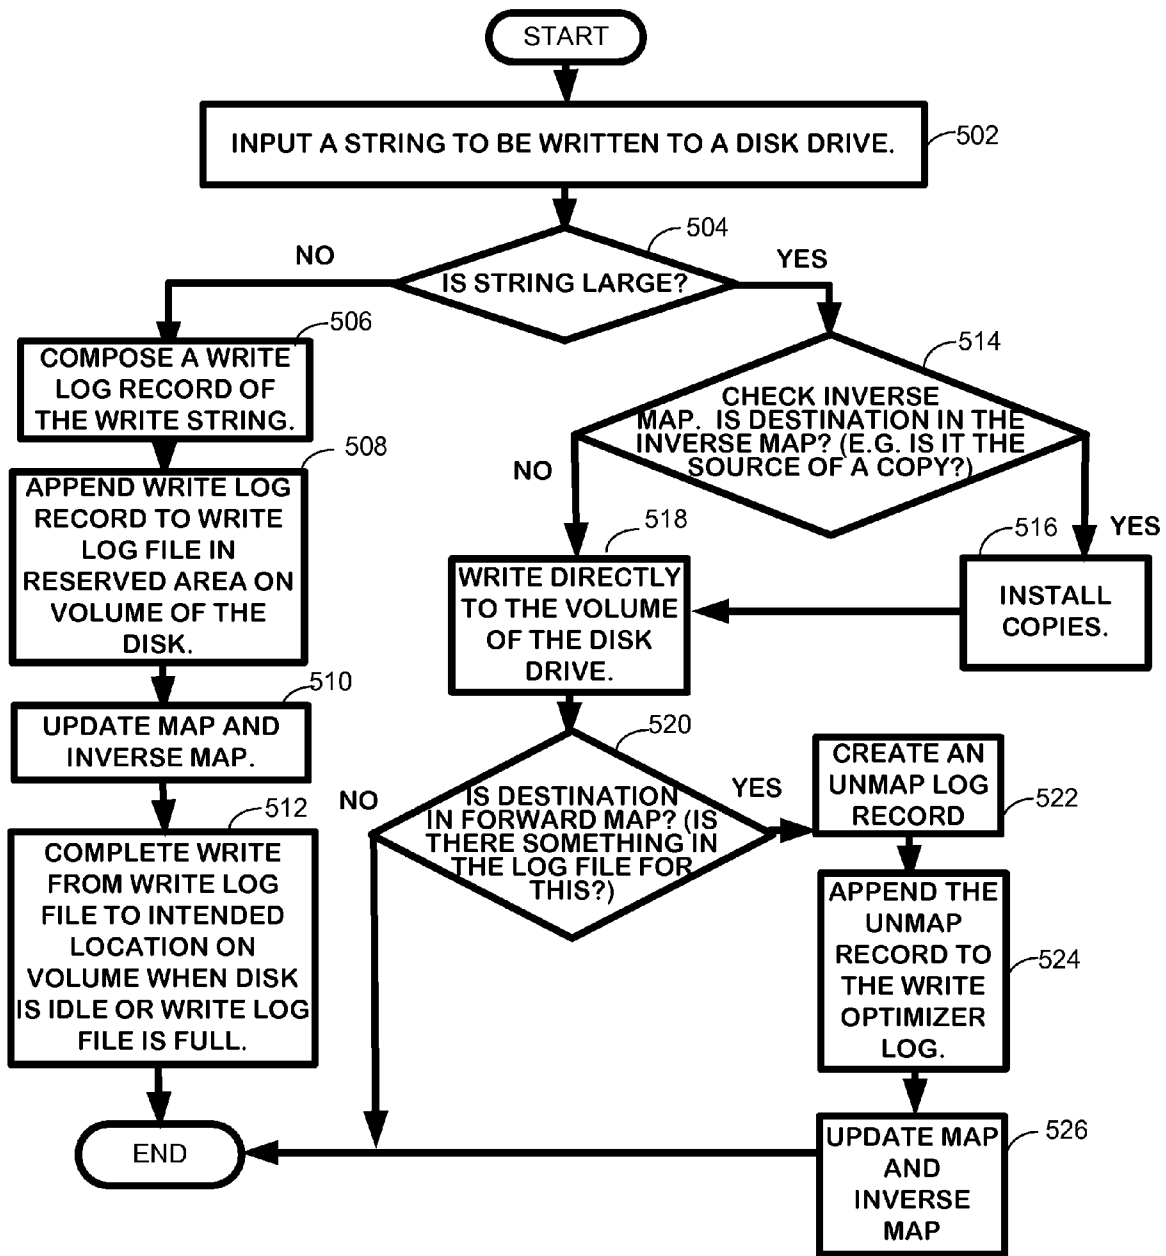 START
INPUT A STRING TO BE WRITTEN TO A DISK DRIVE.
502
504
NO
YES
IS STRING LARGE?
506
COMPOSE A WRITE
LOG RECORD OF
THE WRITE STRING.
514
CHECK INVERSE
MAP. IS DESTINATION IN THE
INVERSE MAP? (E.G. IS IT THE
SOURCE OF A COPY?)
NO
YES
508
APPEND WRITE LOG
RECORD TO WRITE
LOG FILE IN
RESERVED AREA ON
VOLUME OF THE
DISK.
518
WRITE DIRECTLY
TO THE VOLUME
OF THE DISK
DRIVE.
516
INSTALL
COPIES.
510
UPDATE MAP AND
INVERSE MAP.
520
NO
YES
IS DESTINATION
IN FORWARD MAP? (IS
THERE SOMETHING IN
THE LOG FILE FOR
THIS?)
CREATE AN
UNMAP LOG
RECORD
522
512
COMPLETE WRITE
FROM WRITE LOG
FILE TO INTENDED
LOCATION ON
VOLUME WHEN DISK
IS IDLE OR WRITE LOG
FILE IS FULL.
APPEND THE
UNMAP
RECORD TO
THE WRITE
OPTIMIZER
LOG.
524
END
UPDATE MAP
AND
INVERSE
MAP
526